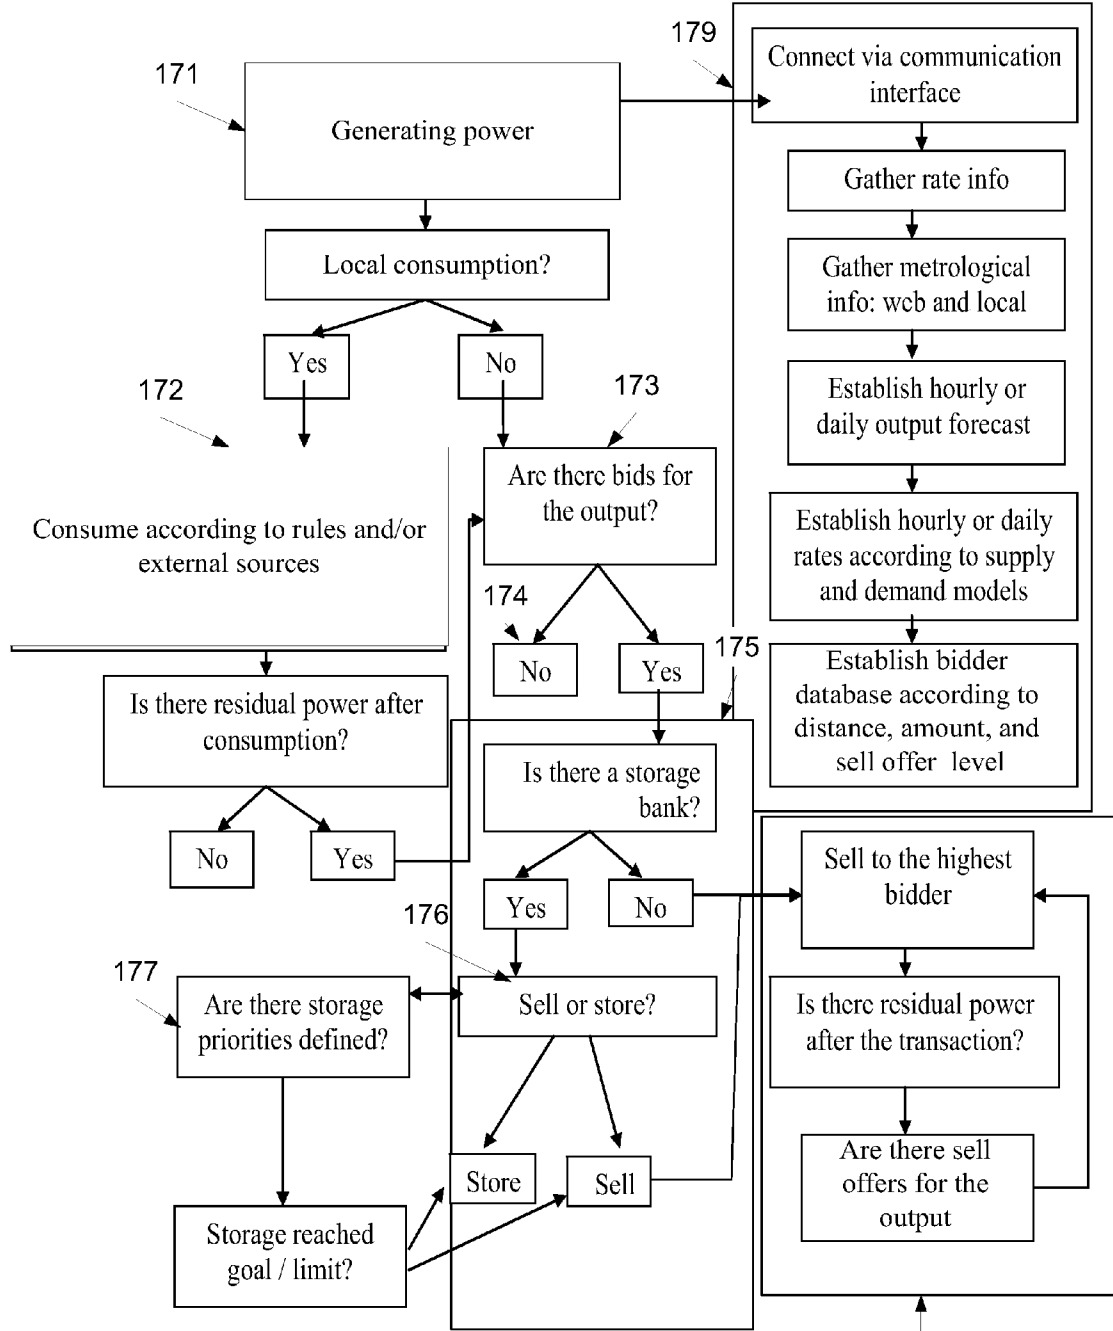 179
Connect via communication
interface
171
Generating power
Gather rate info
Local consumption?
Gather metrological
info: wcb and local
Yes
No
172
173
Establish hourly or
daily output forecast
Arc there bids for
the output?
Consume according to rules and/or
external sources
Establish hourly or daily
rates according to supply
and demand models
174
No
Yes
175
Establish bidder
database according to
distance, amount, and
sell offer level
Is there residual power after
consumption?
Is there a storage
bank?
No
Yes
Sell to the highest
bidder
Yes
No
176
177
Are there storage
priorities defined?
Sell or store?
Is there residual power
after the transaction?
Store
Sell
Are there sell
offers for the
output
Storage reached
goal / limit?